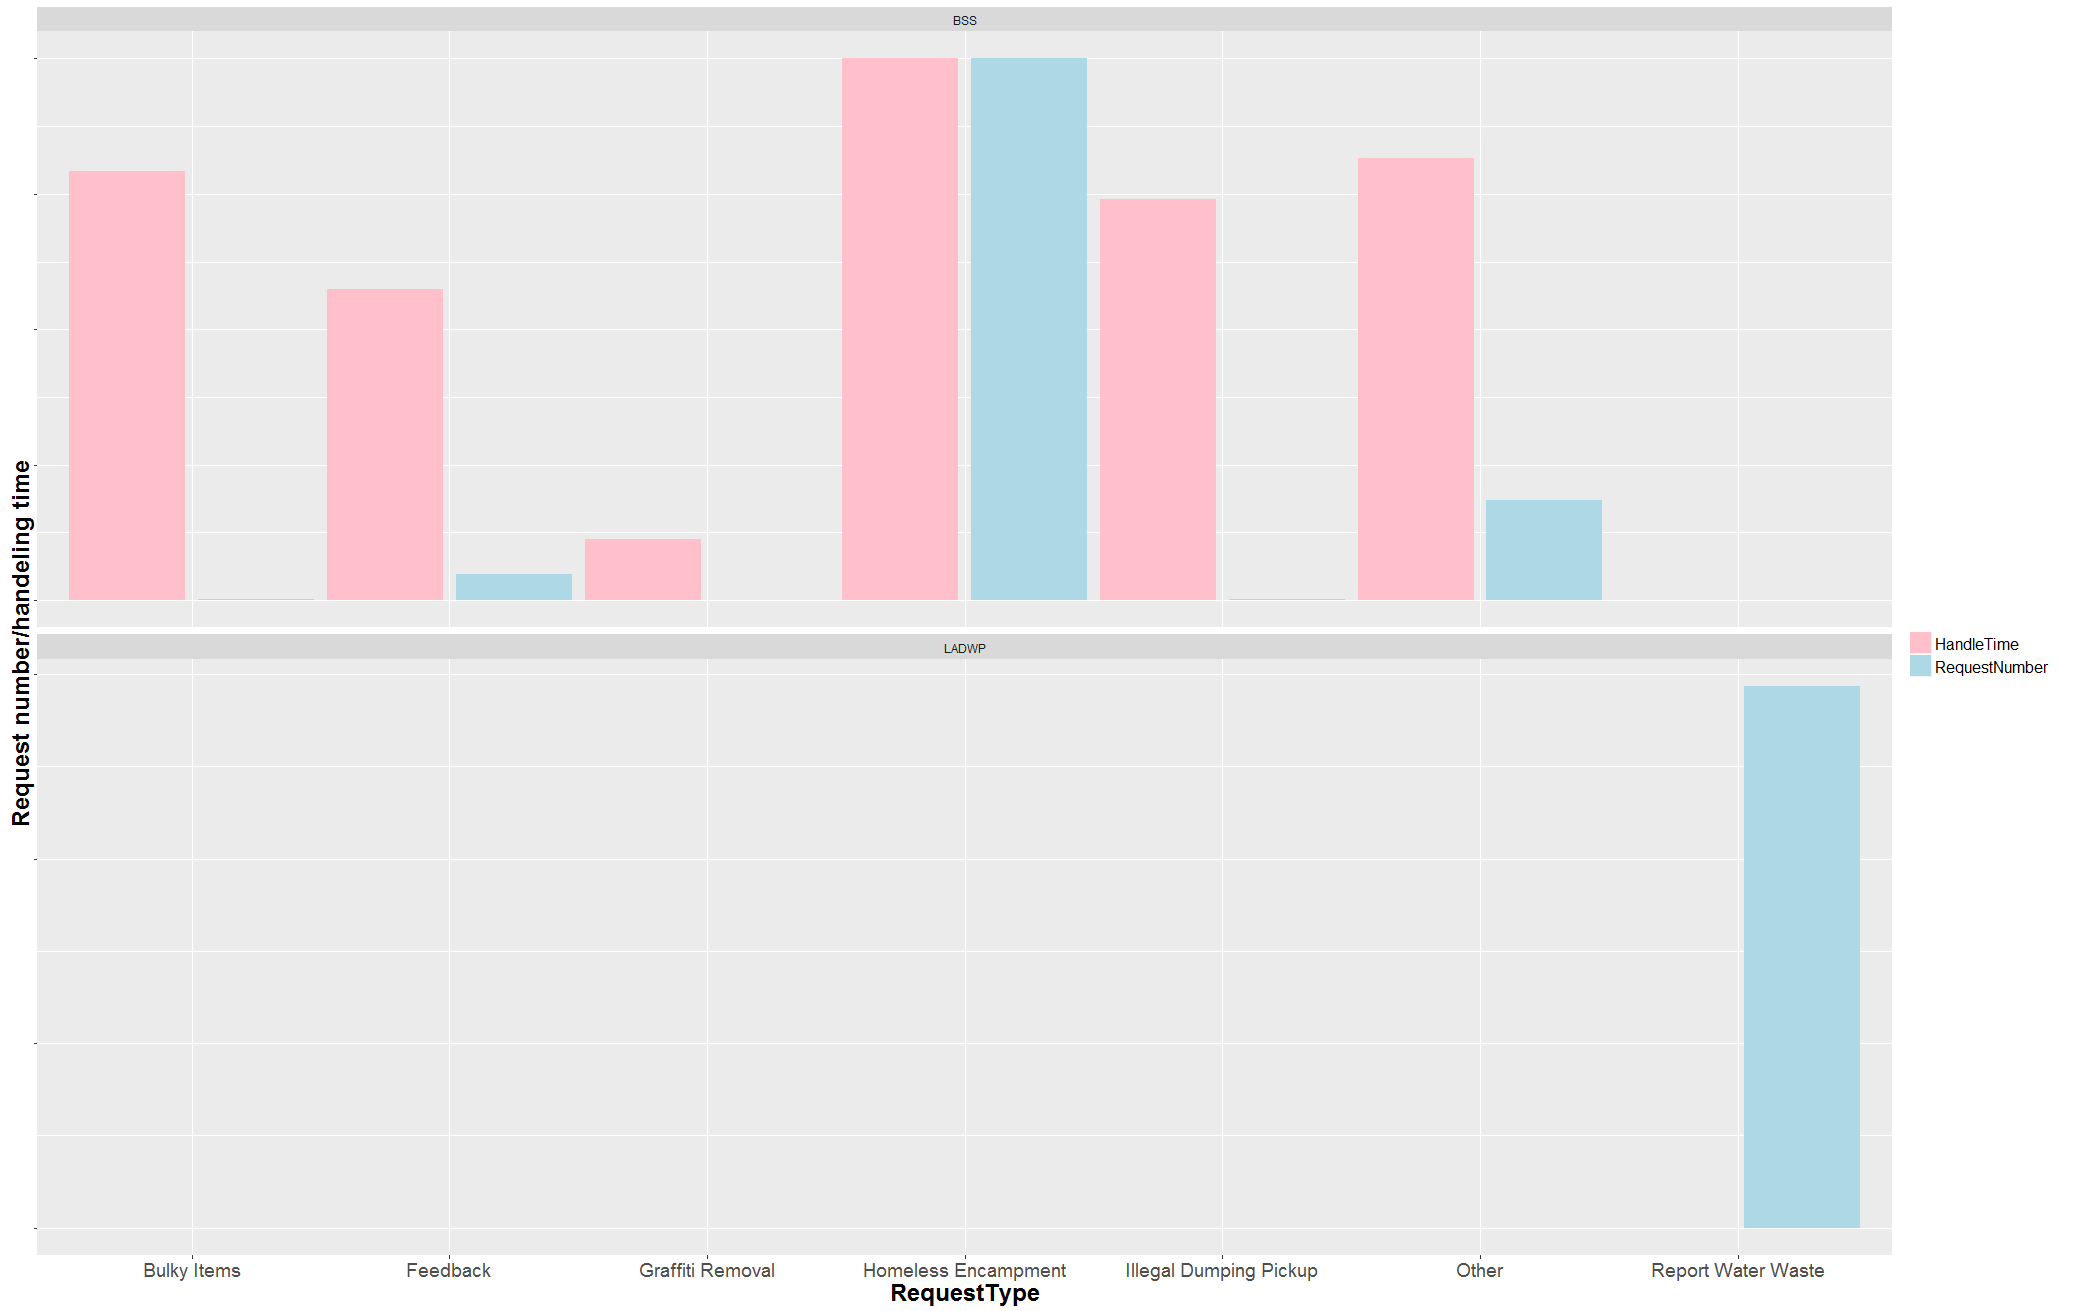 BSS
Request number/handeling time
LADWP
HandleTime
RequestNumber
Bulky Items
Feedback
Graffiti Removal
Homeless Encampment
Illegal Dumping Pickup
Other
Report Water Waste
RequestType